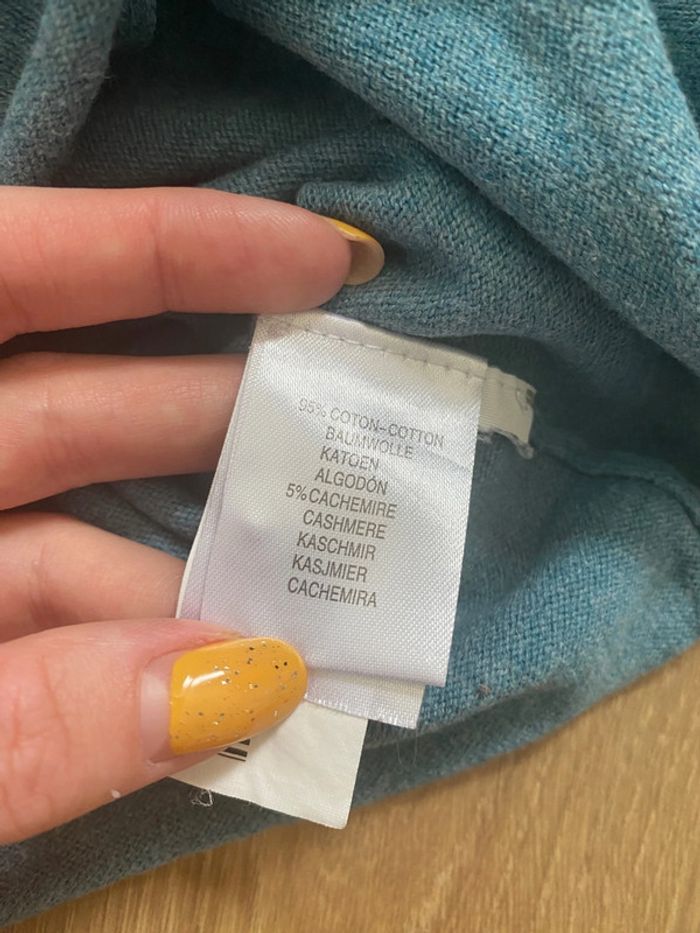 95% COTON-COTTON
BAUMWOLLE
KATOEN
ALGODÓN
5% CACHEMIRE
CASHMERE
KASCHMIR
KASJMIER
CACHEMIRA